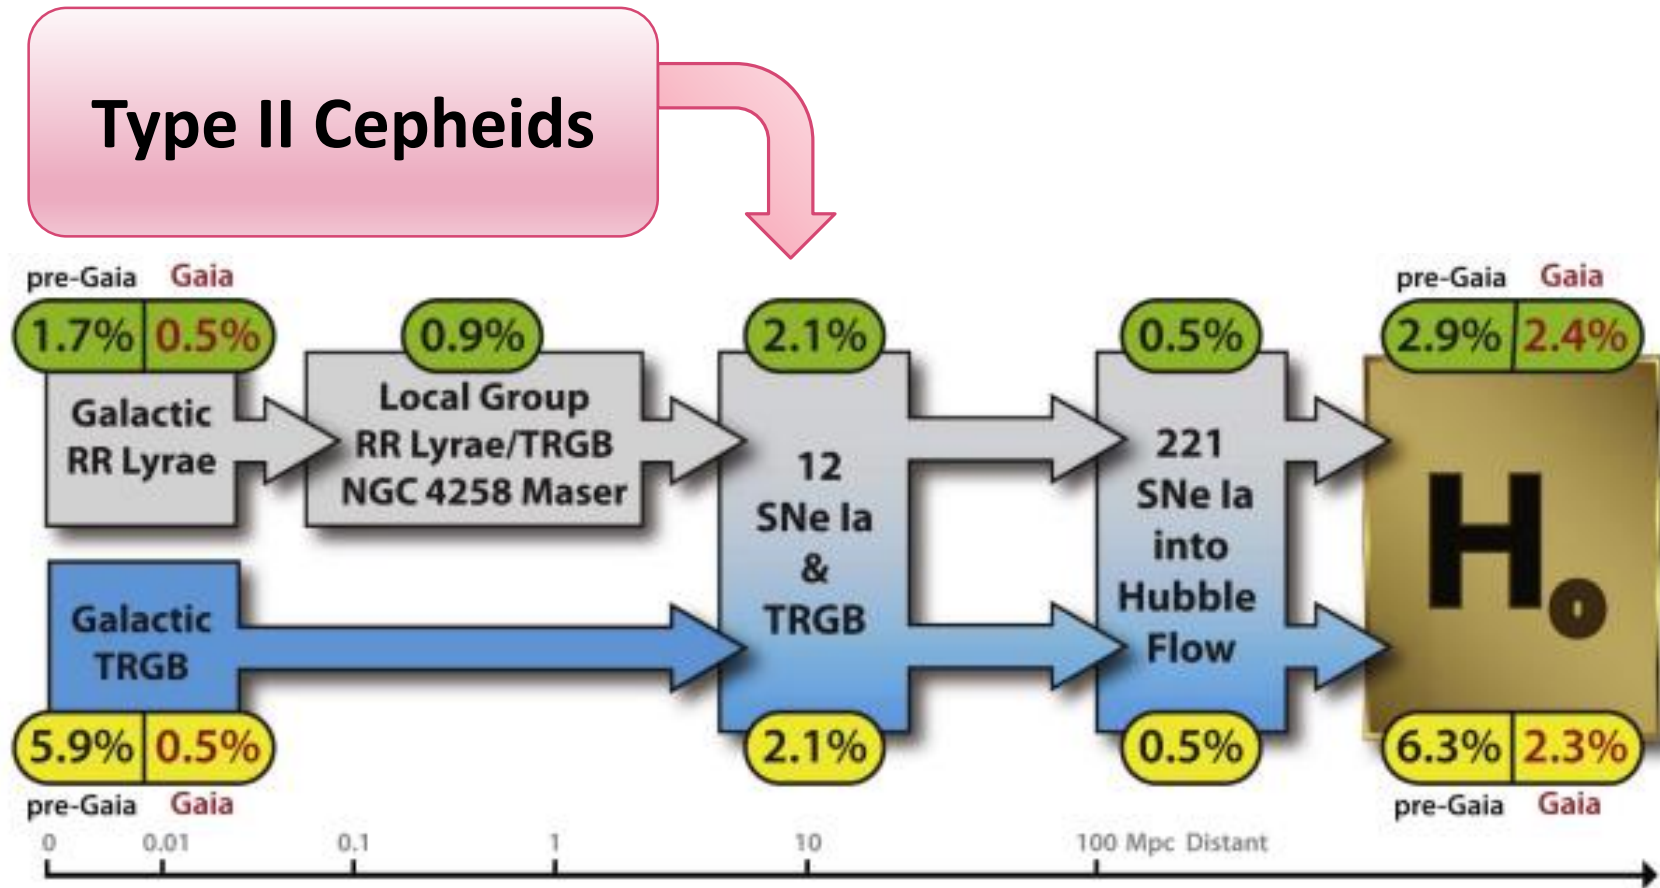 Type II Cepheids
pre-Gaia Gaia
1.7% 0.5%
0.9%
2.1%
0.5%
pre-Gaia Gaia
2.9% 2.4%
Galactic
RR Lyrae
Local Group
RR Lyrae/TRGB
NGC 4258 Maser
12
SNe Ia
&
TRGB
221
SNe Ia
into
Hubble
Flow
H0
Galactic
TRGB
5.9% 0.5%
pre-Gaia Gaia
2.1%
0.5%
6.3% 2.3%
pre-Gaia Gaia
0 0.01 0.1 1 10 100 Mpc Distant